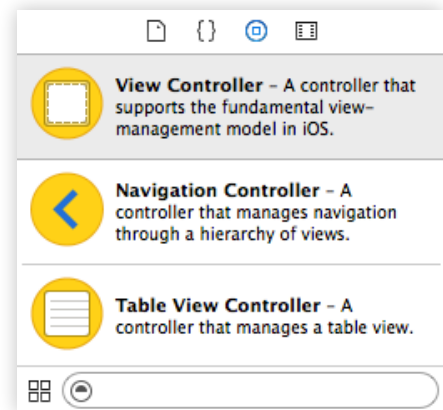 View Controller – A controller that
supports the fundamental view-
management model in iOS.
Navigation Controller – A
controller that manages navigation
through a hierarchy of views.
Table View Controller – A
controller that manages a table view.